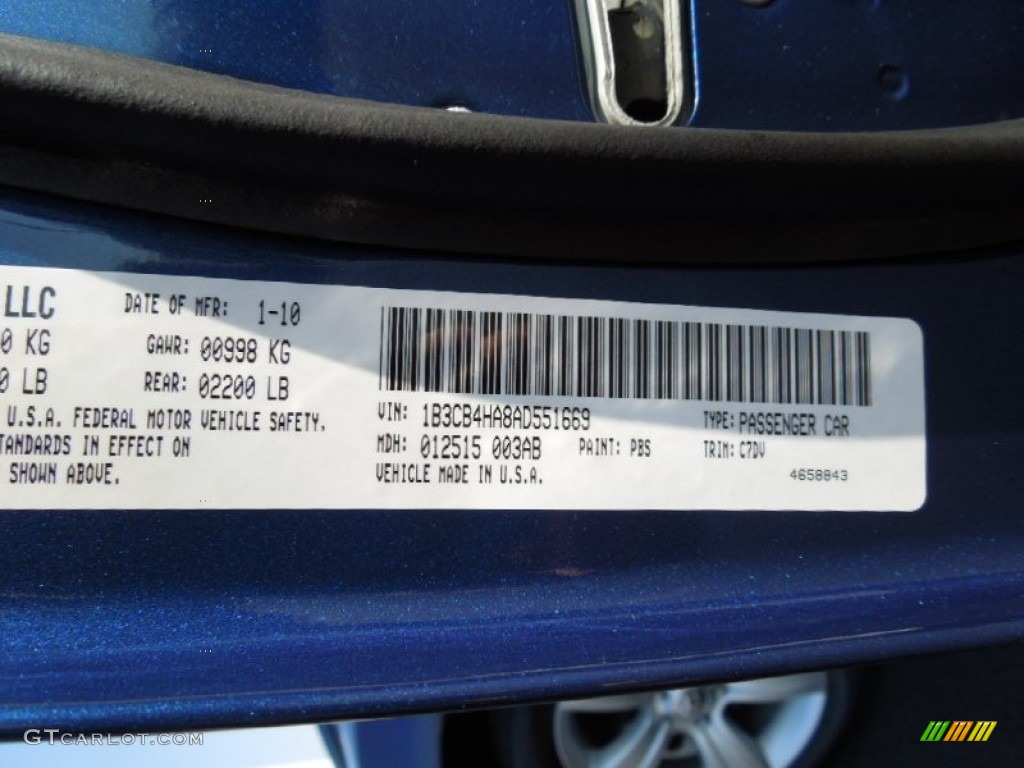 LLC DATE OF MFR: 1-10
0 KG GAWR: 00998 KG
0 LB REAR: 02200 LB
U.S.A. FEDERAL MOTOR VEHICLE SAFETY.
STANDARDS IN EFFECT ON
SHOWN ABOVE.
VIN: 1B3CB4HA8AD551669 TYPE: PASSENGER CAR
MDH: 012515 003AB PAINT: PBS TRIM: C7DV
VEHICLE MADE IN U.S.A. 4658843
GTCARLOT.COM